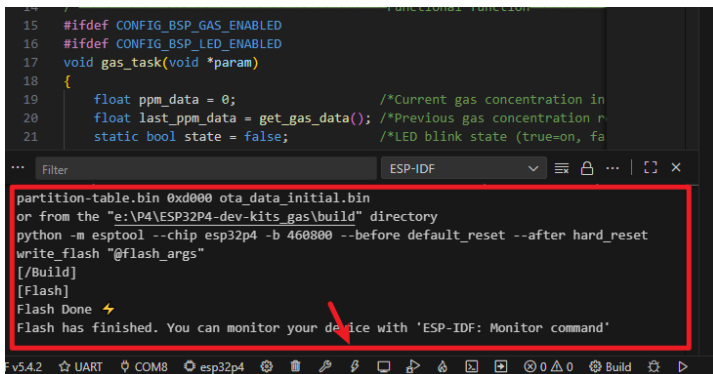 14
15 #ifdef CONFIG_BSP_GAS_ENABLED
16 #ifdef CONFIG_BSP_LED_ENABLED
17 void gas_task(void *param)
18 {
19 float ppm_data = 0; /*Current gas concentration in
20 float last_ppm_data = get_gas_data(); /*Previous gas concentration
21 static bool state = false; /*LED blink state (true=on, fa
... Filter ESP-IDF ...
partition-table.bin 0xd000 ota_data_initial.bin
or from the "e:\P4\ESP32P4-dev-kits_gas\build" directory
python -m esptool --chip esp32p4 -b 460800 --before default_reset --after hard_reset
write_flash "@flash_args"
[/Build]
[Flash]
Flash Done ⚡
Flash has finished. You can monitor your device with 'ESP-IDF: Monitor command'
v5.4.2 UART COM8 esp32p4 0 0 Build